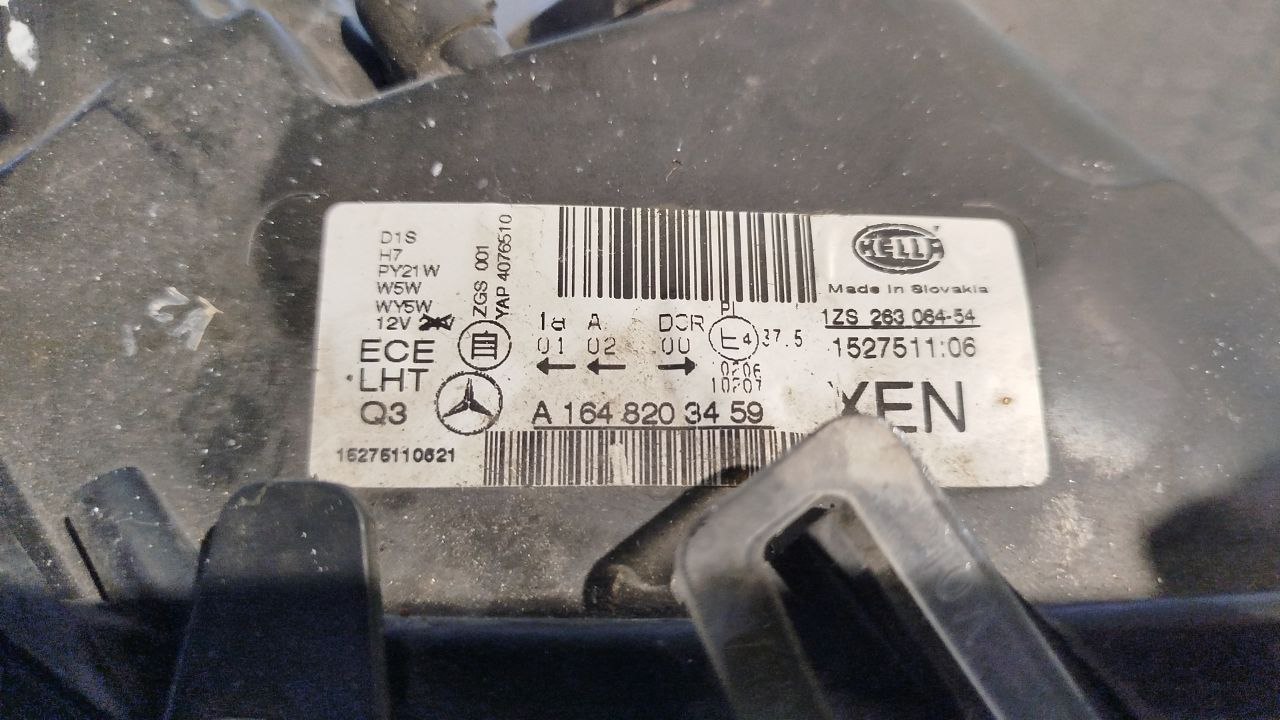 D1S
H7
PY21W
W5W
WY5W
12V
ZGS 001
YAP 4076510
ECE
LHT
Q3
15275110621
1a A DCR
01 02 00
PL
E4
37.5
0206
10207
A 164 820 34 59
HELLA
Made in Slovakia
1ZS 263 064-54
1527511:06
XEN